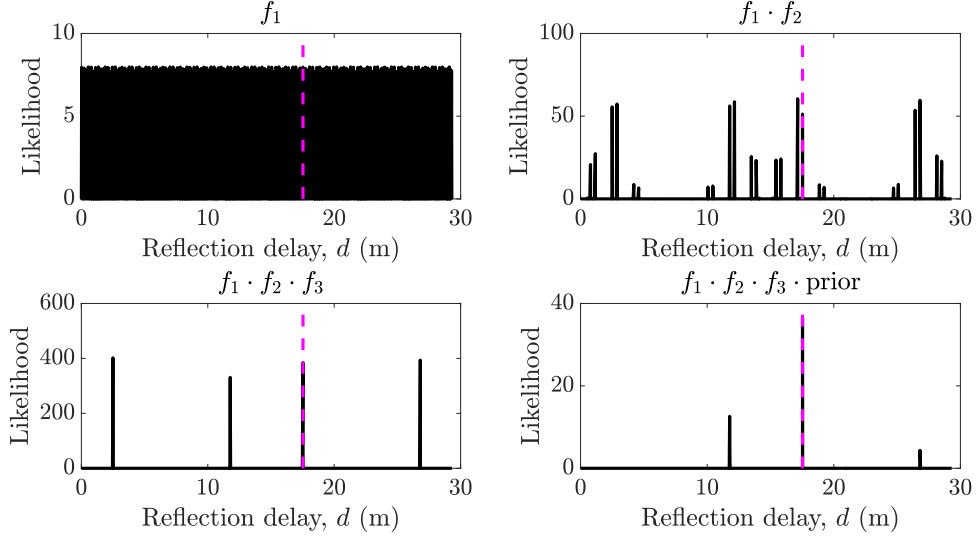 f₁
10
5
0
Likelihood
0 10 20 30
Reflection delay, d (m)
f₁ · f₂
100
50
0
Likelihood
0 10 20 30
Reflection delay, d (m)
f₁ · f₂ · f₃
600
400
200
0
Likelihood
0 10 20 30
Reflection delay, d (m)
f₁ · f₂ · f₃ · prior
40
20
0
Likelihood
0 10 20 30
Reflection delay, d (m)